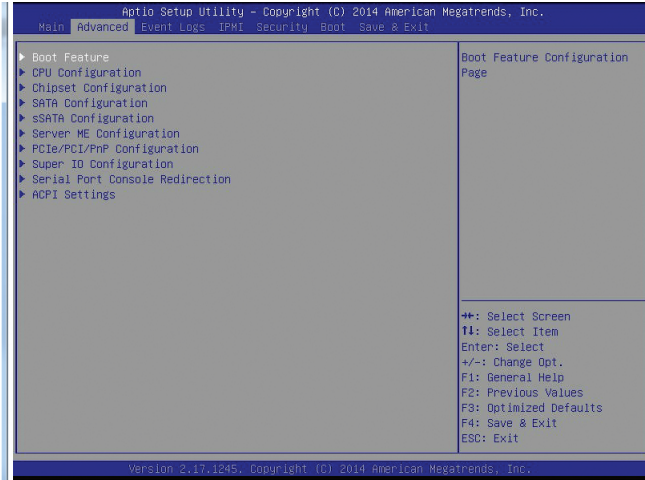 Aptio Setup Utility – Copyright (C) 2014 American Megatrends, Inc.
Main Advanced Event Logs IPMI Security Boot Save & Exit
▶ Boot Feature
▶ CPU Configuration
▶ Chipset Configuration
▶ SATA Configuration
▶ sSATA Configuration
▶ Server ME Configuration
▶ PCIe/PCI/PnP Configuration
▶ Super IO Configuration
▶ Serial Port Console Redirection
▶ ACPI Settings
Boot Feature Configuration
Page
→←: Select Screen
↑↓: Select Item
Enter: Select
+/-: Change Opt.
F1: General Help
F2: Previous Values
F3: Optimized Defaults
F4: Save & Exit
ESC: Exit
Version 2.17.1245. Copyright (C) 2014 American Megatrends, Inc.